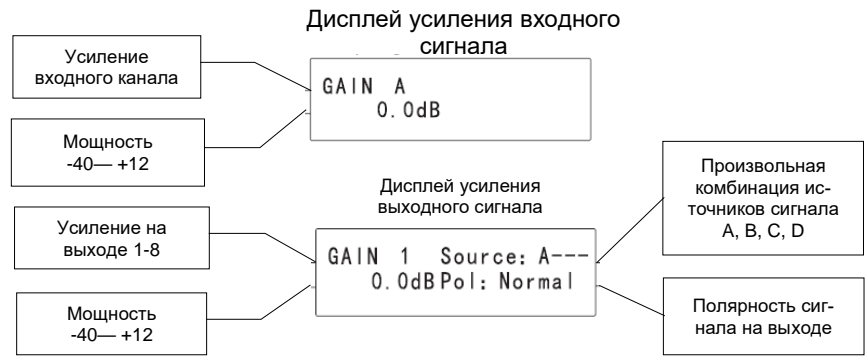 Дисплей усиления входного
сигнала
Усиление
входного канала
GAIN A
0.0dB
Мощность
-40— +12
Дисплей усиления
выходного сигнала
Усиление на
выходе 1-8
GAIN 1 Source: A---
0.0dB Pol: Normal
Мощность
-40— +12
Произвольная
комбинация ис-
точников сигнала
A, B, C, D
Полярность сиг-
нала на выходе